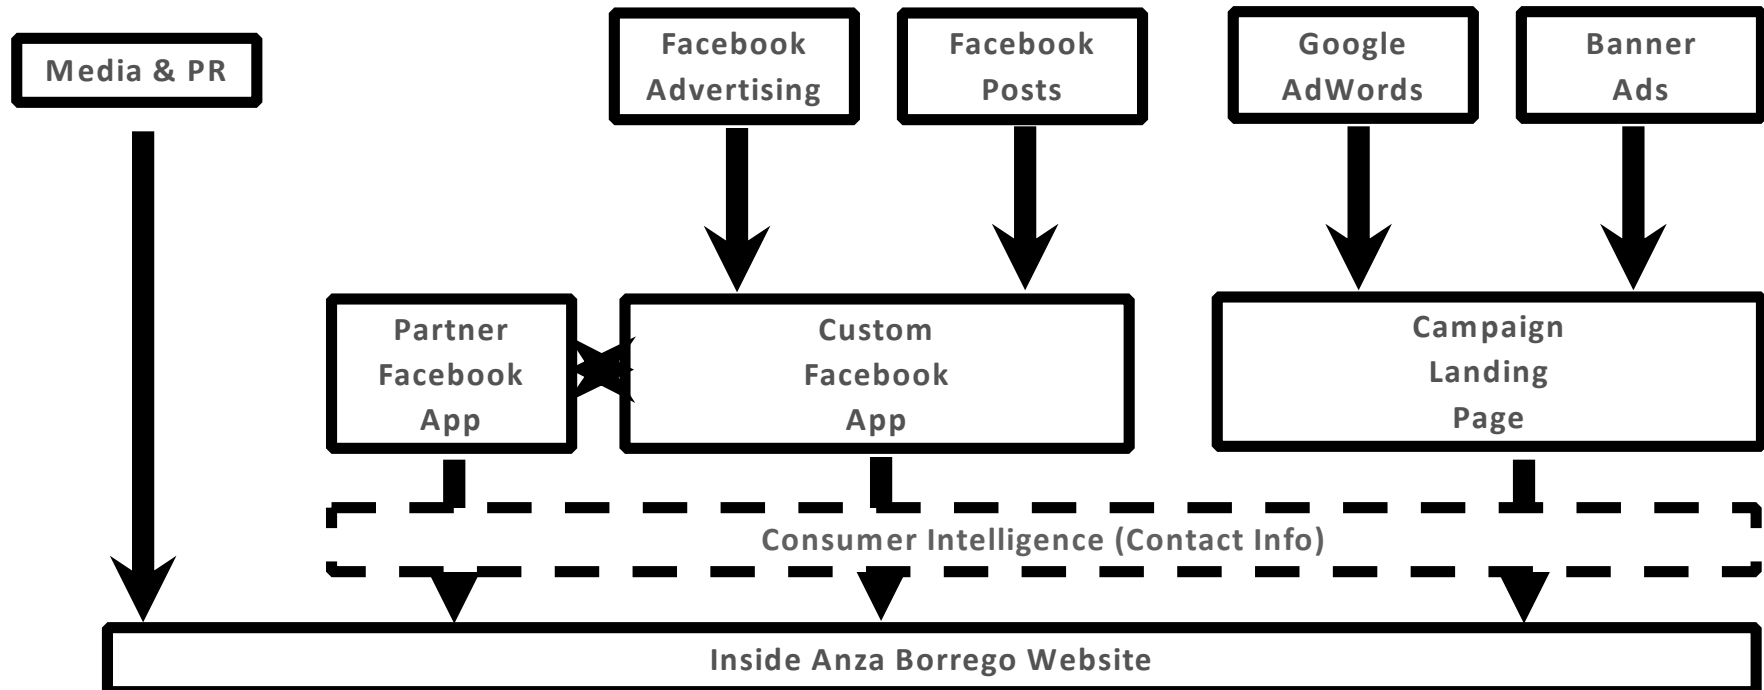 Media & PR
Facebook
Advertising
Facebook
Posts
Google
AdWords
Banner
Ads
Partner
Facebook
App
Custom
Facebook
App
Campaign
Landing
Page
Consumer Intelligence (Contact Info)
Inside Anza Borrego Website